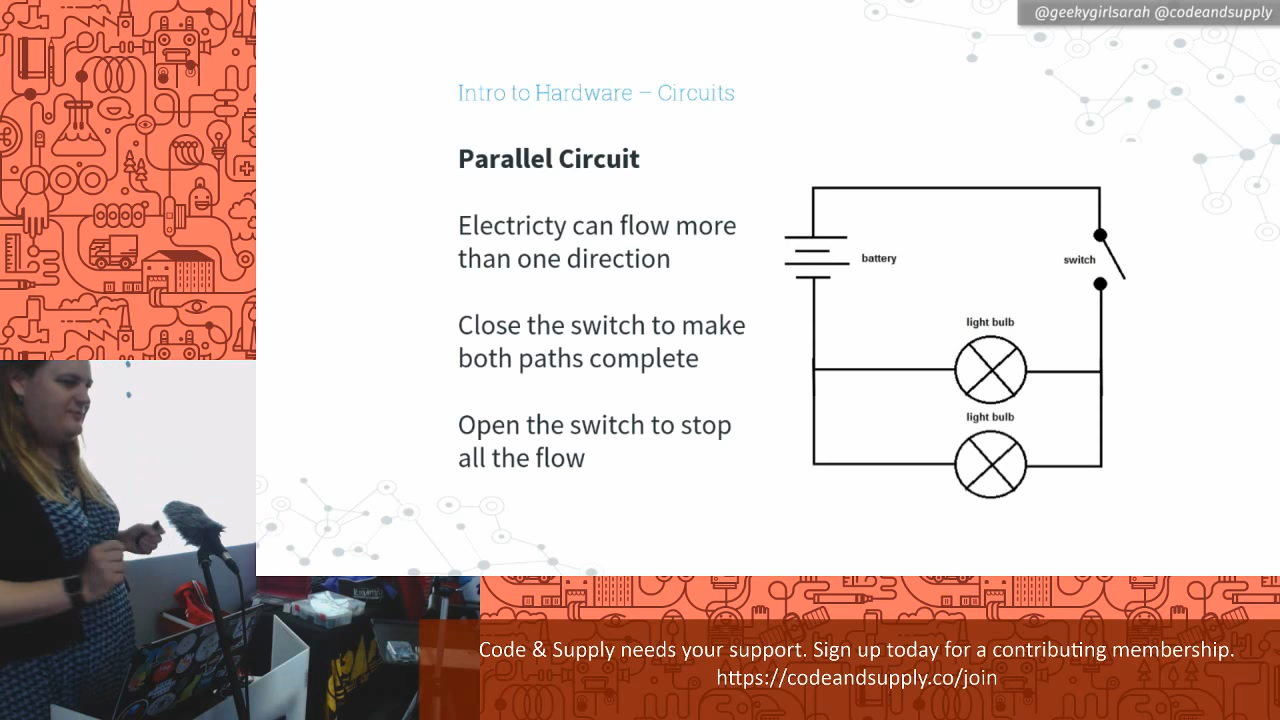 @geekygirlsarah @codeandsupply
Intro to Hardware – Circuits
Parallel Circuit
Electricty can flow more
than one direction
Close the switch to make
both paths complete
Open the switch to stop
all the flow
battery
switch
light bulb
light bulb
Code & Supply needs your support. Sign up today for a contributing membership.
https://codeandsupply.co/join